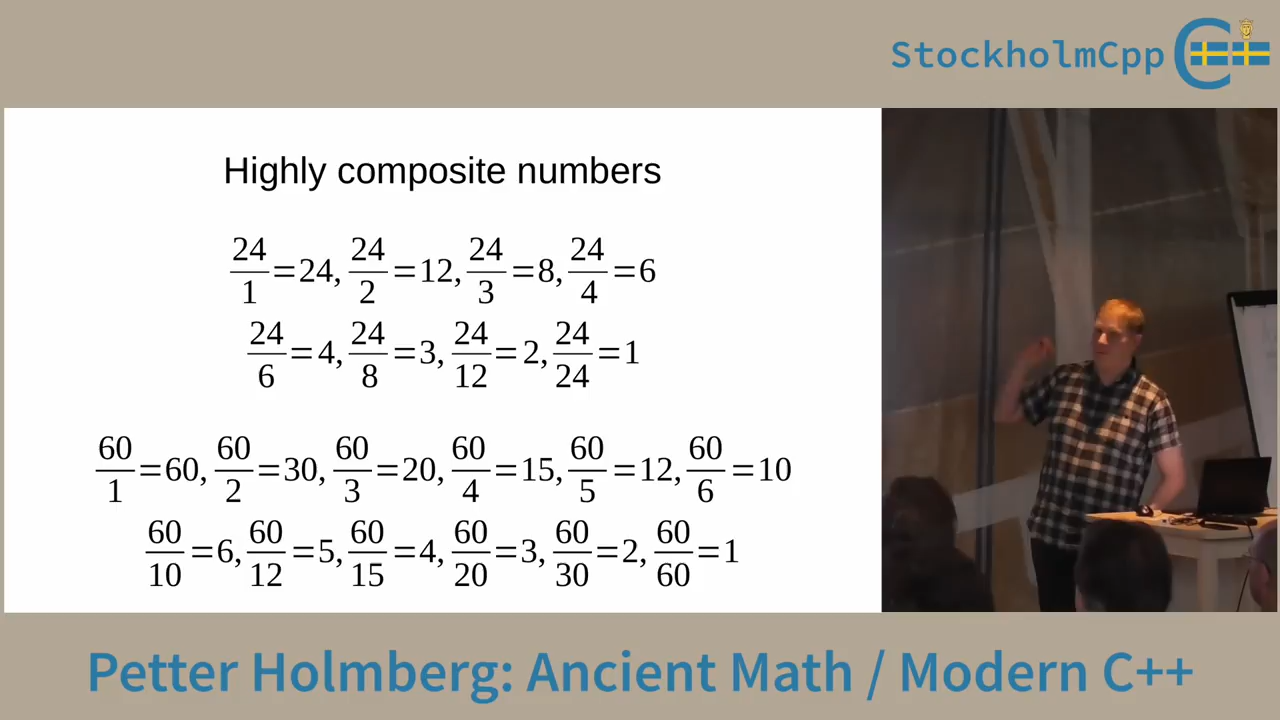 StockholmCpp
Highly composite numbers
24/1=24, 24/2=12, 24/3=8, 24/4=6
24/6=4, 24/8=3, 24/12=2, 24/24=1
60/1=60, 60/2=30, 60/3=20, 60/4=15, 60/5=12, 60/6=10
60/10=6, 60/12=5, 60/15=4, 60/20=3, 60/30=2, 60/60=1
Petter Holmberg: Ancient Math / Modern C++